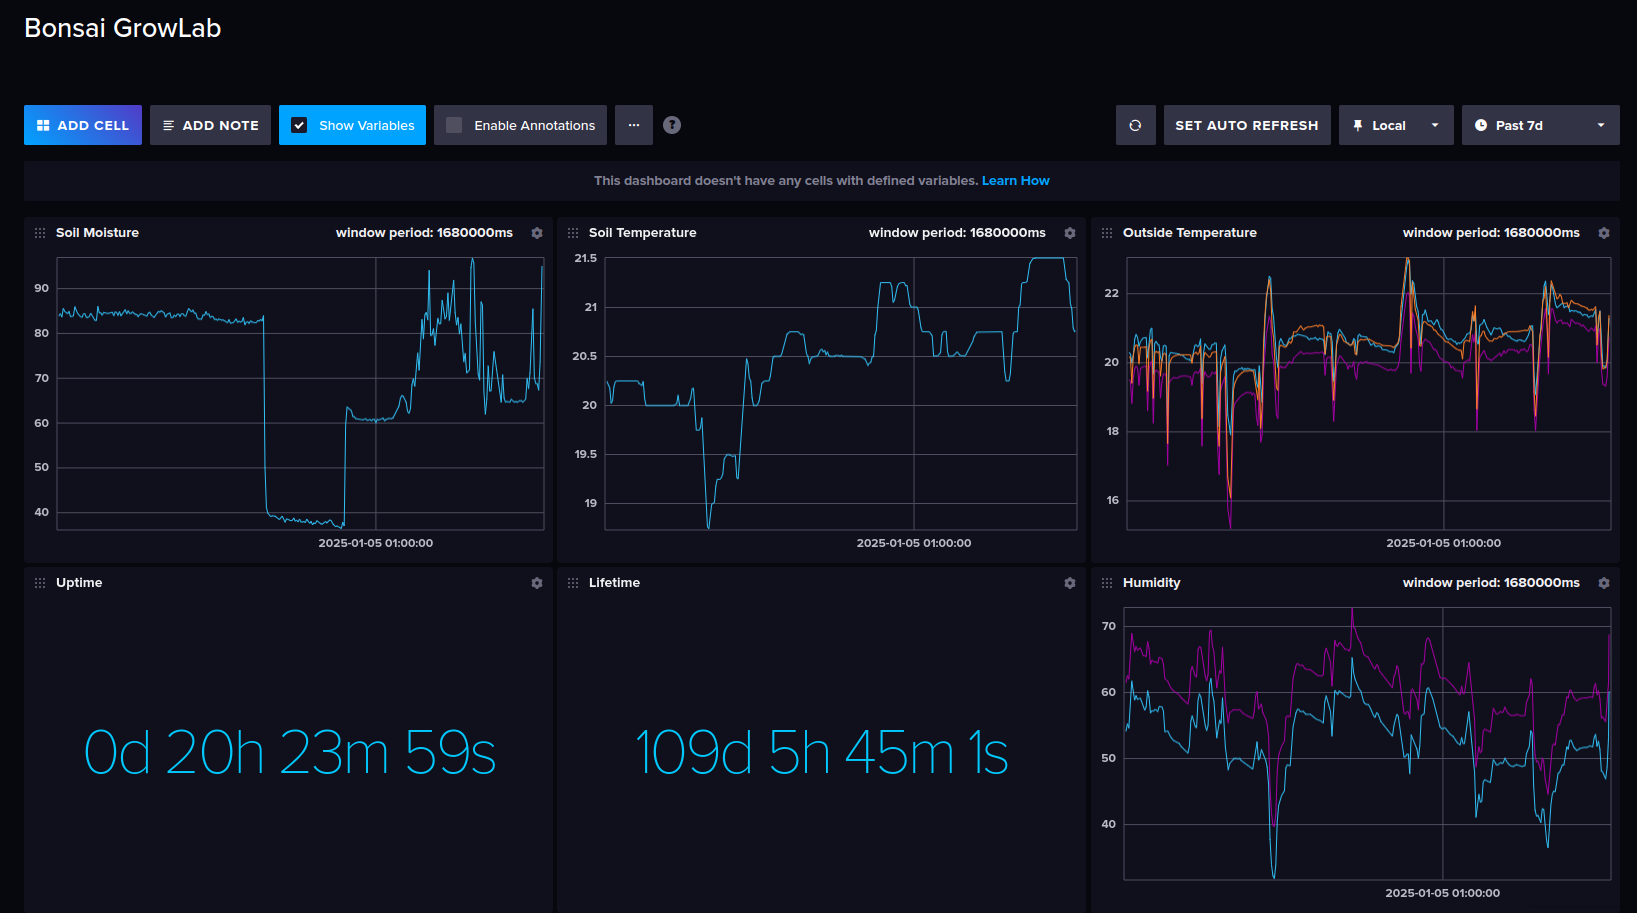 Bonsai GrowLab
ADD CELL
ADD NOTE
Show Variables
Enable Annotations
...
?
SET AUTO REFRESH
Local
Past 7d
This dashboard doesn't have any cells with defined variables. Learn How
Soil Moisture
window period: 1680000ms
90
80
70
60
50
40
2025-01-05 01:00:00
Soil Temperature
window period: 1680000ms
21.5
21
20.5
20
19.5
19
2025-01-05 01:00:00
Outside Temperature
window period: 1680000ms
22
20
18
16
2025-01-05 01:00:00
Uptime
0d 20h 23m 59s
Lifetime
109d 5h 45m 1s
Humidity
window period: 1680000ms
70
60
50
40
2025-01-05 01:00:00